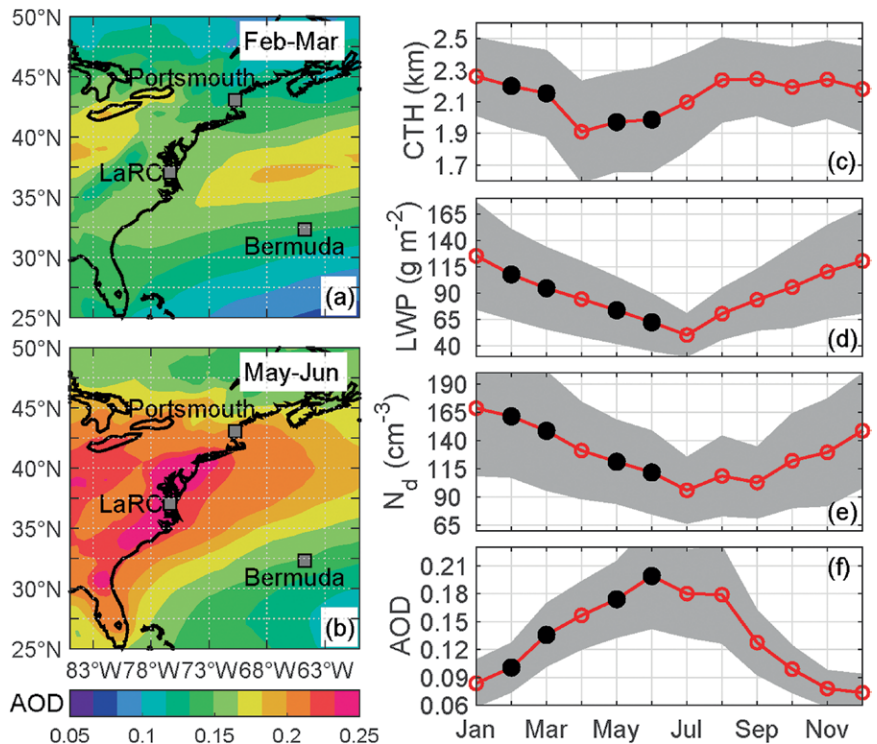 50°N
45°N
40°N
35°N
30°N
25°N
Feb-Mar
Portsmouth
LaRC
Bermuda
(a)
50°N
45°N
40°N
35°N
30°N
25°N
May-Jun
Portsmouth
LaRC
Bermuda
(b)
83°W 78°W 73°W 68°W 63°W
AOD
0.05 0.1 0.15 0.2 0.25
CTH (km)
2.5
2.3
2.1
1.9
1.7
(c)
LWP (g m-2)
165
140
115
90
65
40
(d)
Nd (cm-3)
190
165
140
115
90
65
(e)
AOD
0.21
0.18
0.15
0.12
0.09
0.06
(f)
Jan Mar May Jul Sep Nov